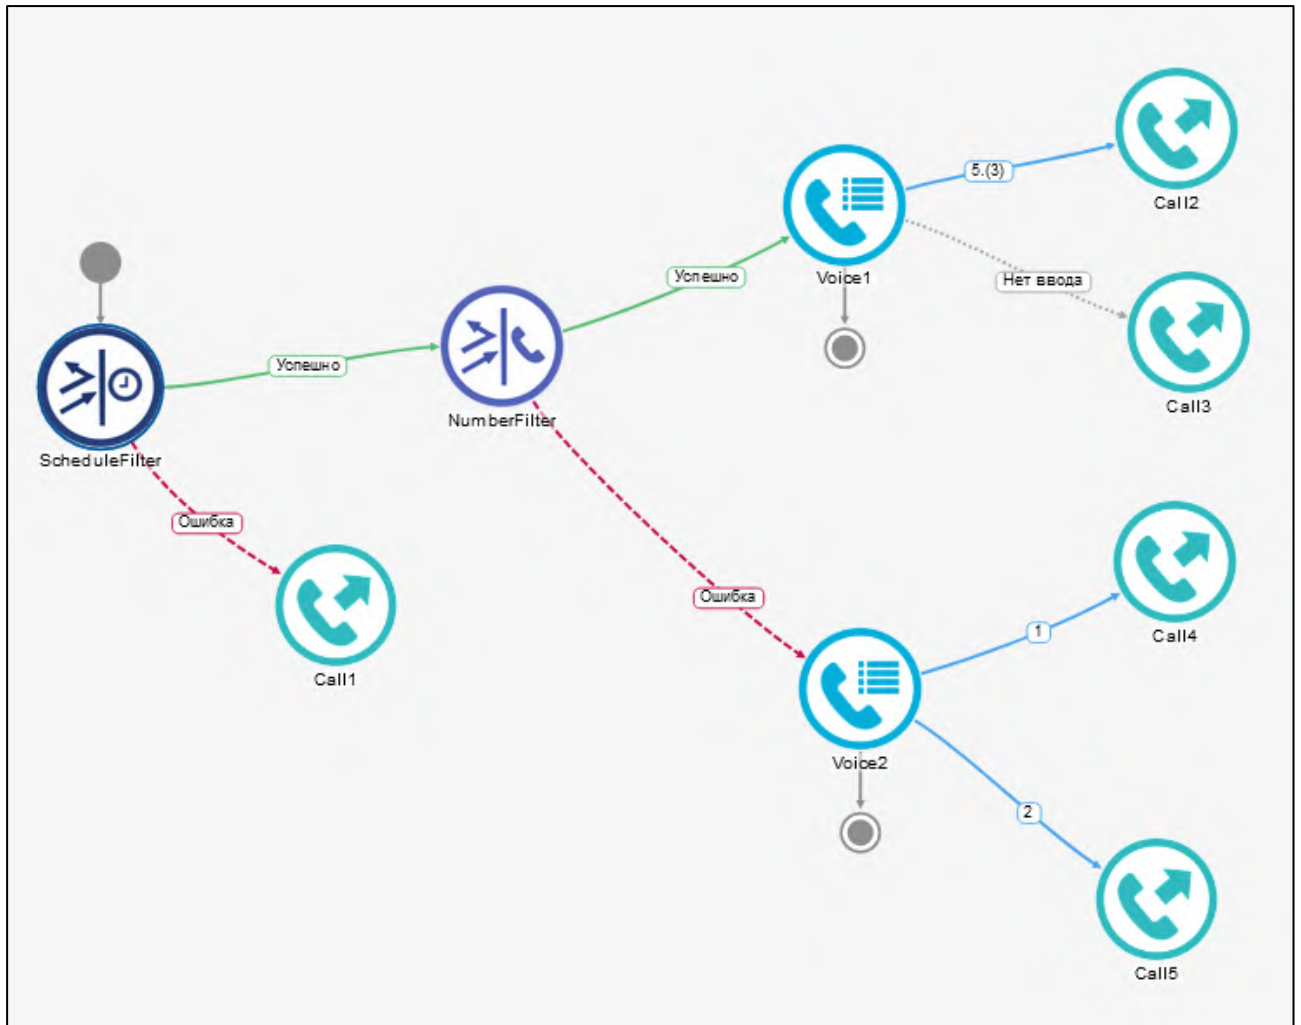 5.(3)
Call2
Voice1
Успешно
Нет ввода
Call3
Успешно
NumberFilter
ScheduleFilter
Ошибка
Call1
Ошибка
1
Call4
Voice2
2
Call5